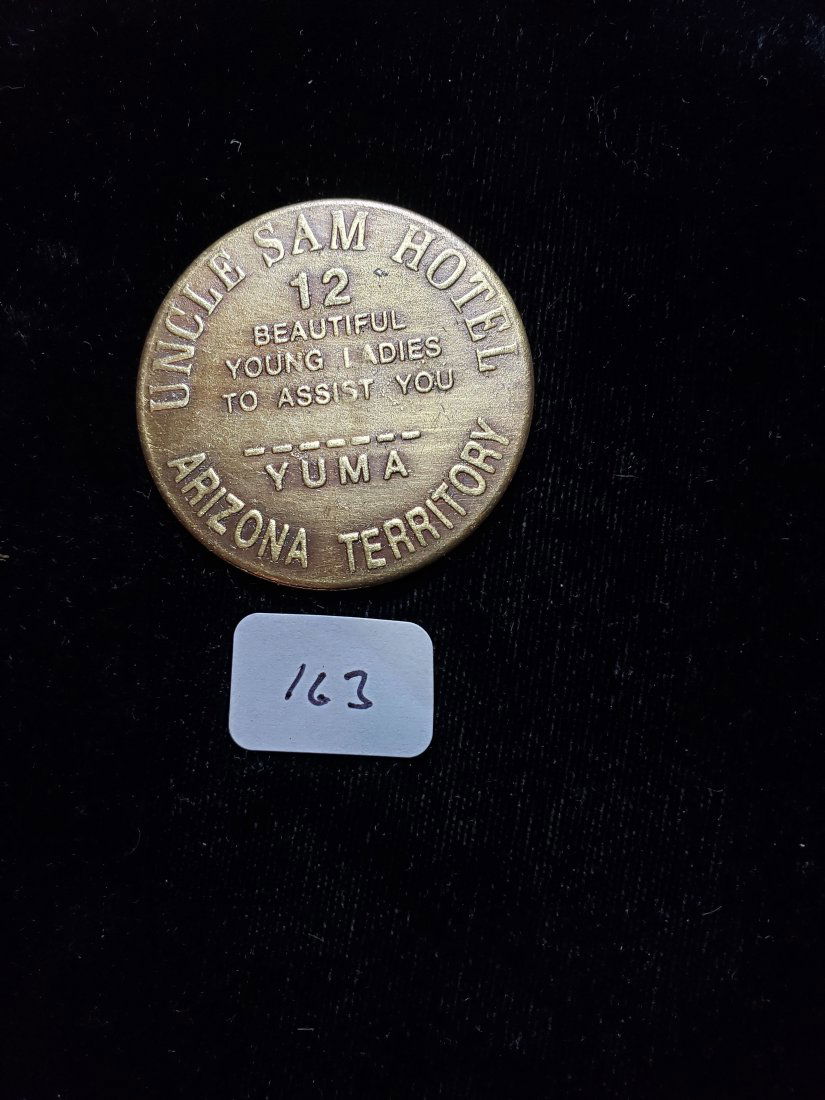 UNCLE SAM HOTEL
12
BEAUTIFUL
YOUNG LADIES
TO ASSIST YOU
-------
YUMA
ARIZONA TERRITORY
163